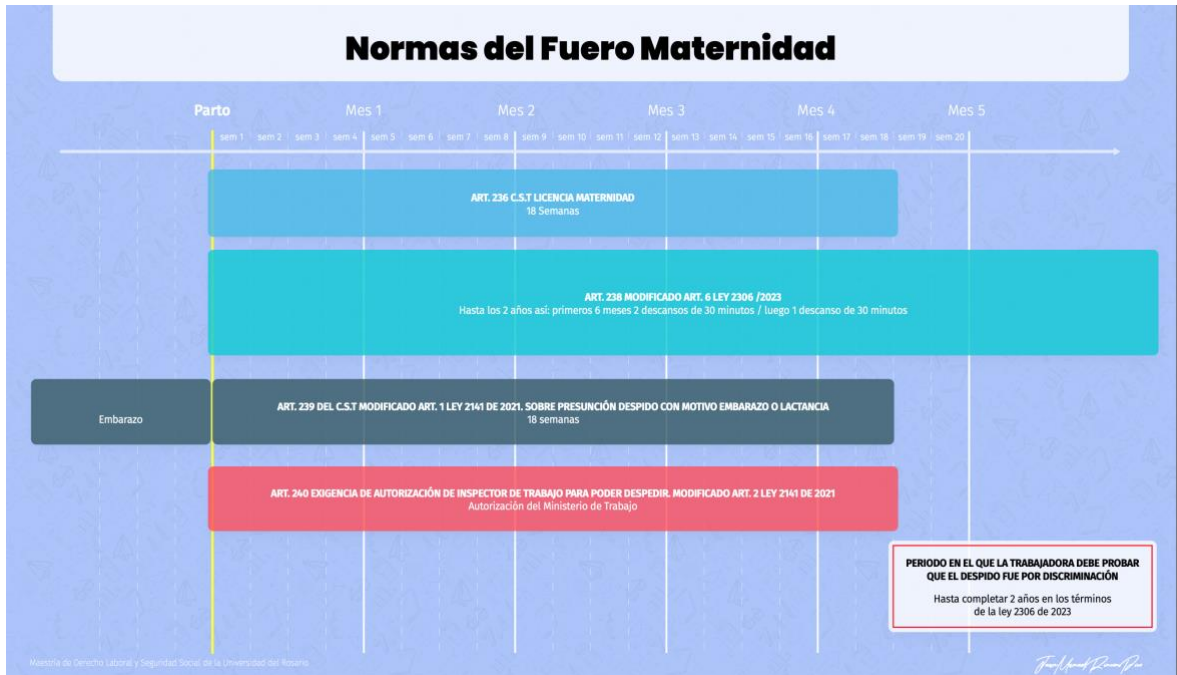 Normas del Fuero Maternidad
Parto Mes 1 Mes 2 Mes 3 Mes 4 Mes 5
sem 1 sem 2 sem 3 sem 4 sem 5 sem 6 sem 7 sem 8 sem 9 sem 10 sem 11 sem 12 sem 13 sem 14 sem 15 sem 16 sem 17 sem 18 sem 19 sem 20
ART. 236 C.S.T LICENCIA MATERNIDAD
18 Semanas
ART. 238 MODIFICADO ART. 6 LEY 2306 /2023
Hasta los 2 años así: primeros 6 meses 2 descansos de 30 minutos / luego 1 descanso de 30 minutos
Embarazo
ART. 239 DEL C.S.T MODIFICADO ART. 1 LEY 2141 DE 2021. SOBRE PRESUNCIÓN DESPIDO CON MOTIVO EMBARAZO O LACTANCIA
18 semanas
ART. 240 EXIGENCIA DE AUTORIZACIÓN DE INSPECTOR DE TRABAJO PARA PODER DESPEDIR. MODIFICADO ART. 2 LEY 2141 DE 2021
Autorización del Ministerio de Trabajo
PERIODO EN EL QUE LA TRABAJADORA DEBE PROBAR
QUE EL DESPIDO FUE POR DISCRIMINACIÓN
Hasta completar 2 años en los términos
de la ley 2306 de 2023
Maestría de Derecho Laboral y Seguridad Social de la Universidad del Rosario